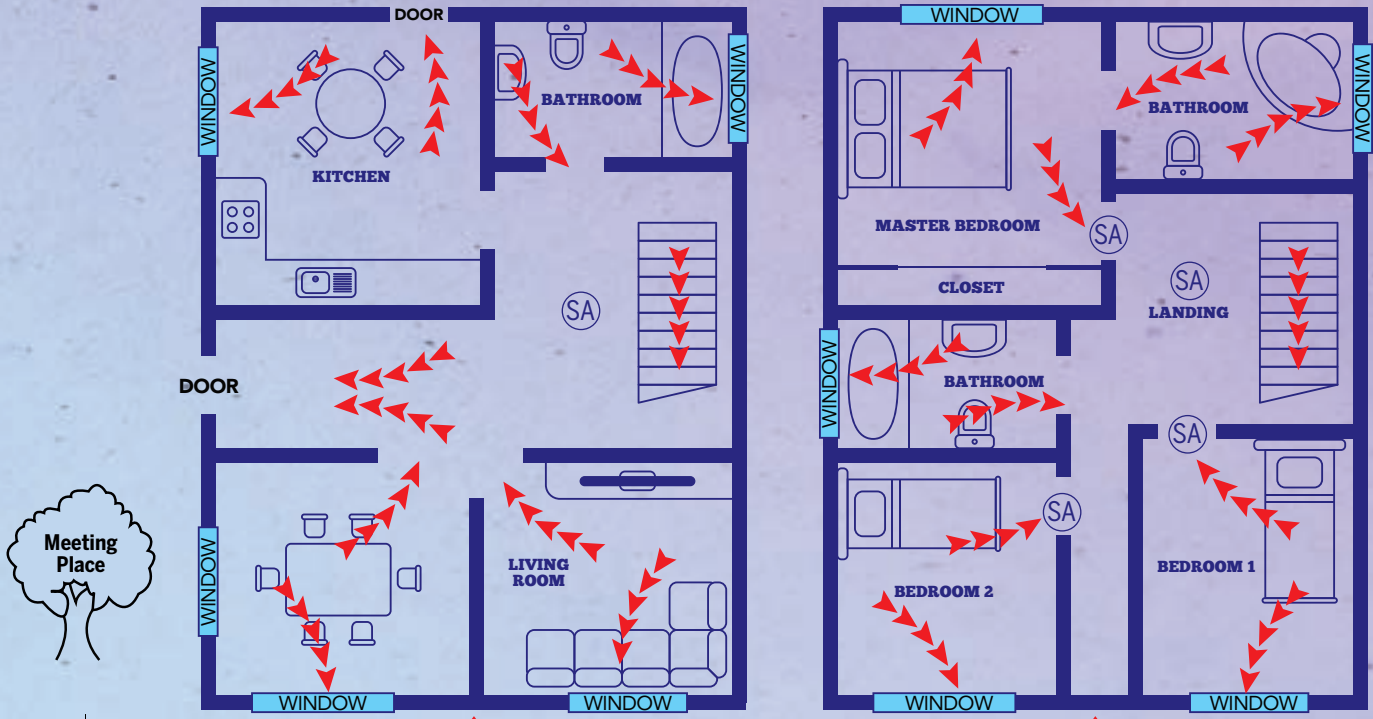 DOOR
WINDOW
WINDOW
BATHROOM
KITCHEN
SA
DOOR
Meeting
Place
WINDOW
LIVING
ROOM
WINDOW
WINDOW
WINDOW
WINDOW
BATHROOM
MASTER BEDROOM
SA
CLOSET
SA
LANDING
WINDOW
BATHROOM
SA
SA
BEDROOM 1
BEDROOM 2
WINDOW
WINDOW